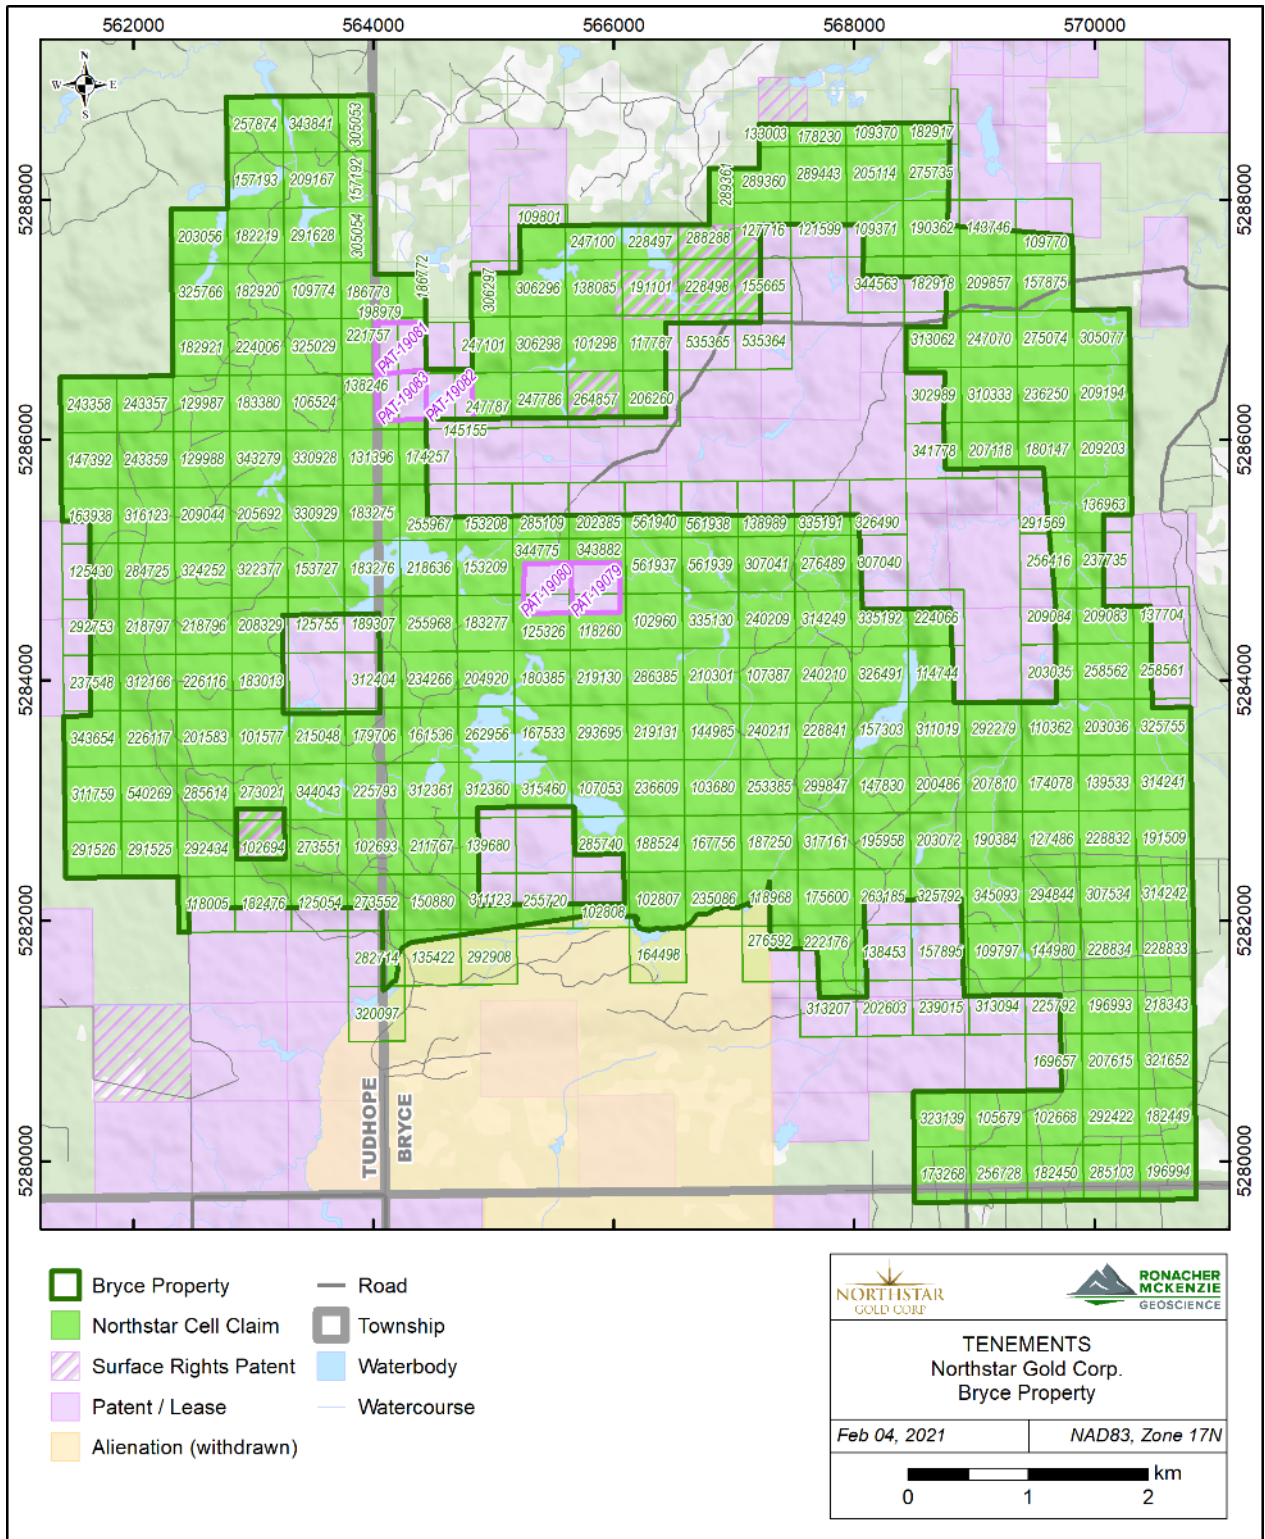 562000 564000 566000 568000 570000
N
W E
S
257874 343841 305053
133003 178230 109370 182917
157193 209167 157192
289361 289360 289443 205114 275735
5288000 5288000
203056 182219 291628 305054
109801
247100 228497 288288 127716 121599 109371 190362 143746 109770
325766 182920 109774 186773 186772 306297 306296 138085 191101 228498 155665 344563 182918 209857 157875
198979
182921 224006 325029 221757 PAT-19081 247101 306298 101298 117787 535365 535364 313062 247070 275074 305077
138246 PAT-19083 PAT-19082
243358 243357 129987 183380 106524 247787 247786 264857 206260 302989 310333 236250 209194
5286000 5286000
145155
147392 243359 129988 343279 330928 131396 174257 341778 207118 180147 209203
136963
163938 316123 209044 205692 330929 183275 255967 153208 285109 202385 561940 561938 138989 335191 326490 291569
344775 343882
125430 284725 324252 322377 153727 183276 218636 153209 561937 561939 307041 276489 307040 256416 237735
PAT-19080 PAT-19079
292753 218797 218796 208329 125755 189307 255968 183277 125326 118260 102960 335130 240209 314249 335192 224066 209084 209083 137704
5284000 5284000
237548 312166 226116 183013 312404 234266 204920 180385 219130 286385 210301 107387 240210 326491 114744 203035 258562 258561
343654 226117 201583 101577 215048 179706 161536 262956 167533 293695 219131 144985 240211 228841 157303 311019 292279 110362 203036 325755
311759 540269 285614 273021 344043 225793 312361 312360 315460 107053 236609 103680 253385 299847 147830 200486 207810 174078 139533 314241
291526 291525 292434 102694 273551 102693 211767 139680 285740 188524 167756 187250 317161 195958 203072 190384 127486 228832 191509
118005 182476 125054 273552 150880 311123 255720 102808 102807 235086 118968 175600 263185 325792 345093 294844 307534 314242
5282000 5282000
282714 135422 292908 164498 276592 222176 138453 157895 109797 144980 228834 228833
320097 313207 202603 239015 313094 225792 196993 218343
169657 207615 321652
TUDHOPE
BRYCE
323139 105679 102668 292422 182449
5280000 5280000
173268 256728 182450 285103 196994
Bryce Property
Northstar Cell Claim
Surface Rights Patent
Patent / Lease
Alienation (withdrawn)
Road
Township
Waterbody
Watercourse
NORTHSTAR
GOLD CORP
RONACHER
MCKENZIE
GEOSCIENCE
TENEMENTS
Northstar Gold Corp.
Bryce Property
Feb 04, 2021 NAD83, Zone 17N
km
0 1 2